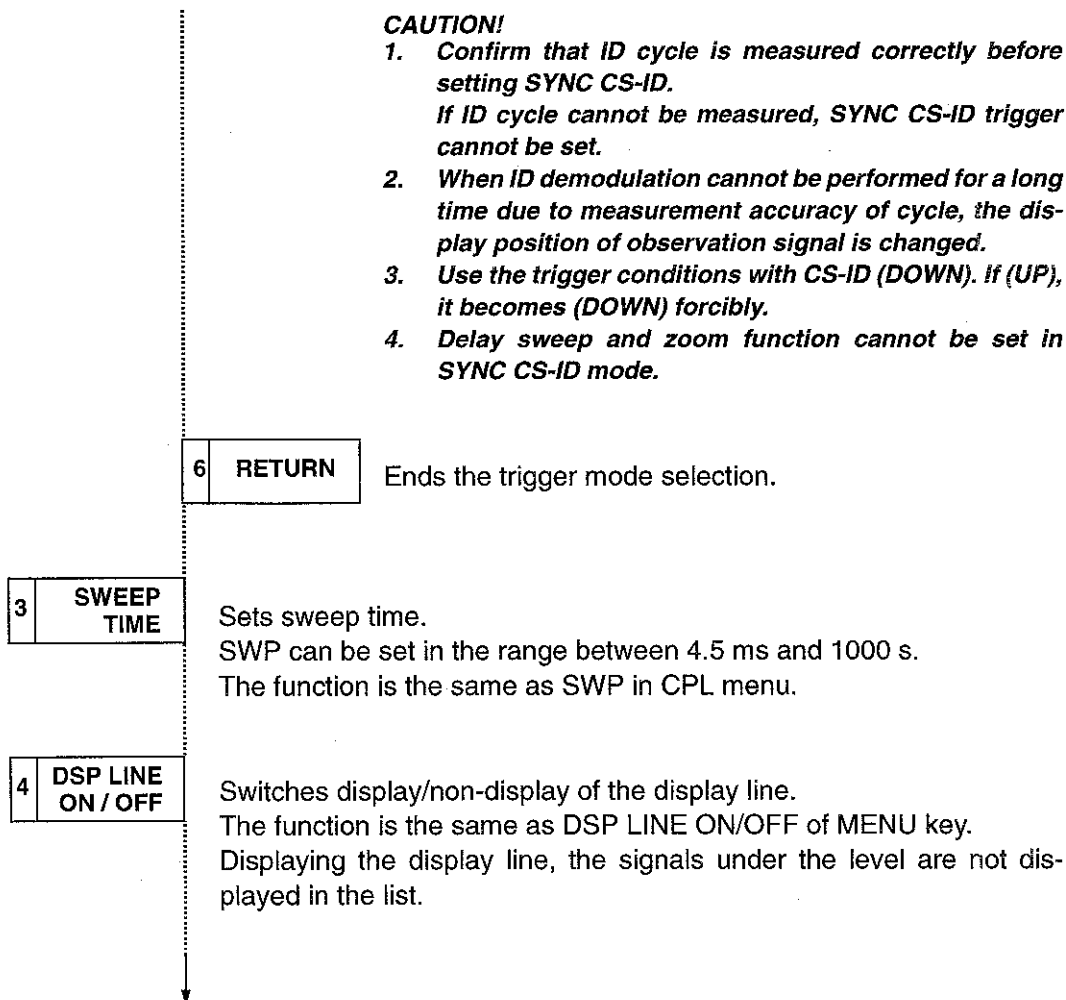 CAUTION!
1. Confirm that ID cycle is measured correctly before
setting SYNC CS-ID.
If ID cycle cannot be measured, SYNC CS-ID trigger
cannot be set.
2. When ID demodulation cannot be performed for a long
time due to measurement accuracy of cycle, the dis-
play position of observation signal is changed.
3. Use the trigger conditions with CS-ID (DOWN). If (UP),
it becomes (DOWN) forcibly.
4. Delay sweep and zoom function cannot be set in
SYNC CS-ID mode.
6 RETURN
Ends the trigger mode selection.
3 SWEEP
TIME
Sets sweep time.
SWP can be set in the range between 4.5 ms and 1000 s.
The function is the same as SWP in CPL menu.
4 DSP LINE
ON / OFF
Switches display/non-display of the display line.
The function is the same as DSP LINE ON/OFF of MENU key.
Displaying the display line, the signals under the level are not dis-
played in the list.